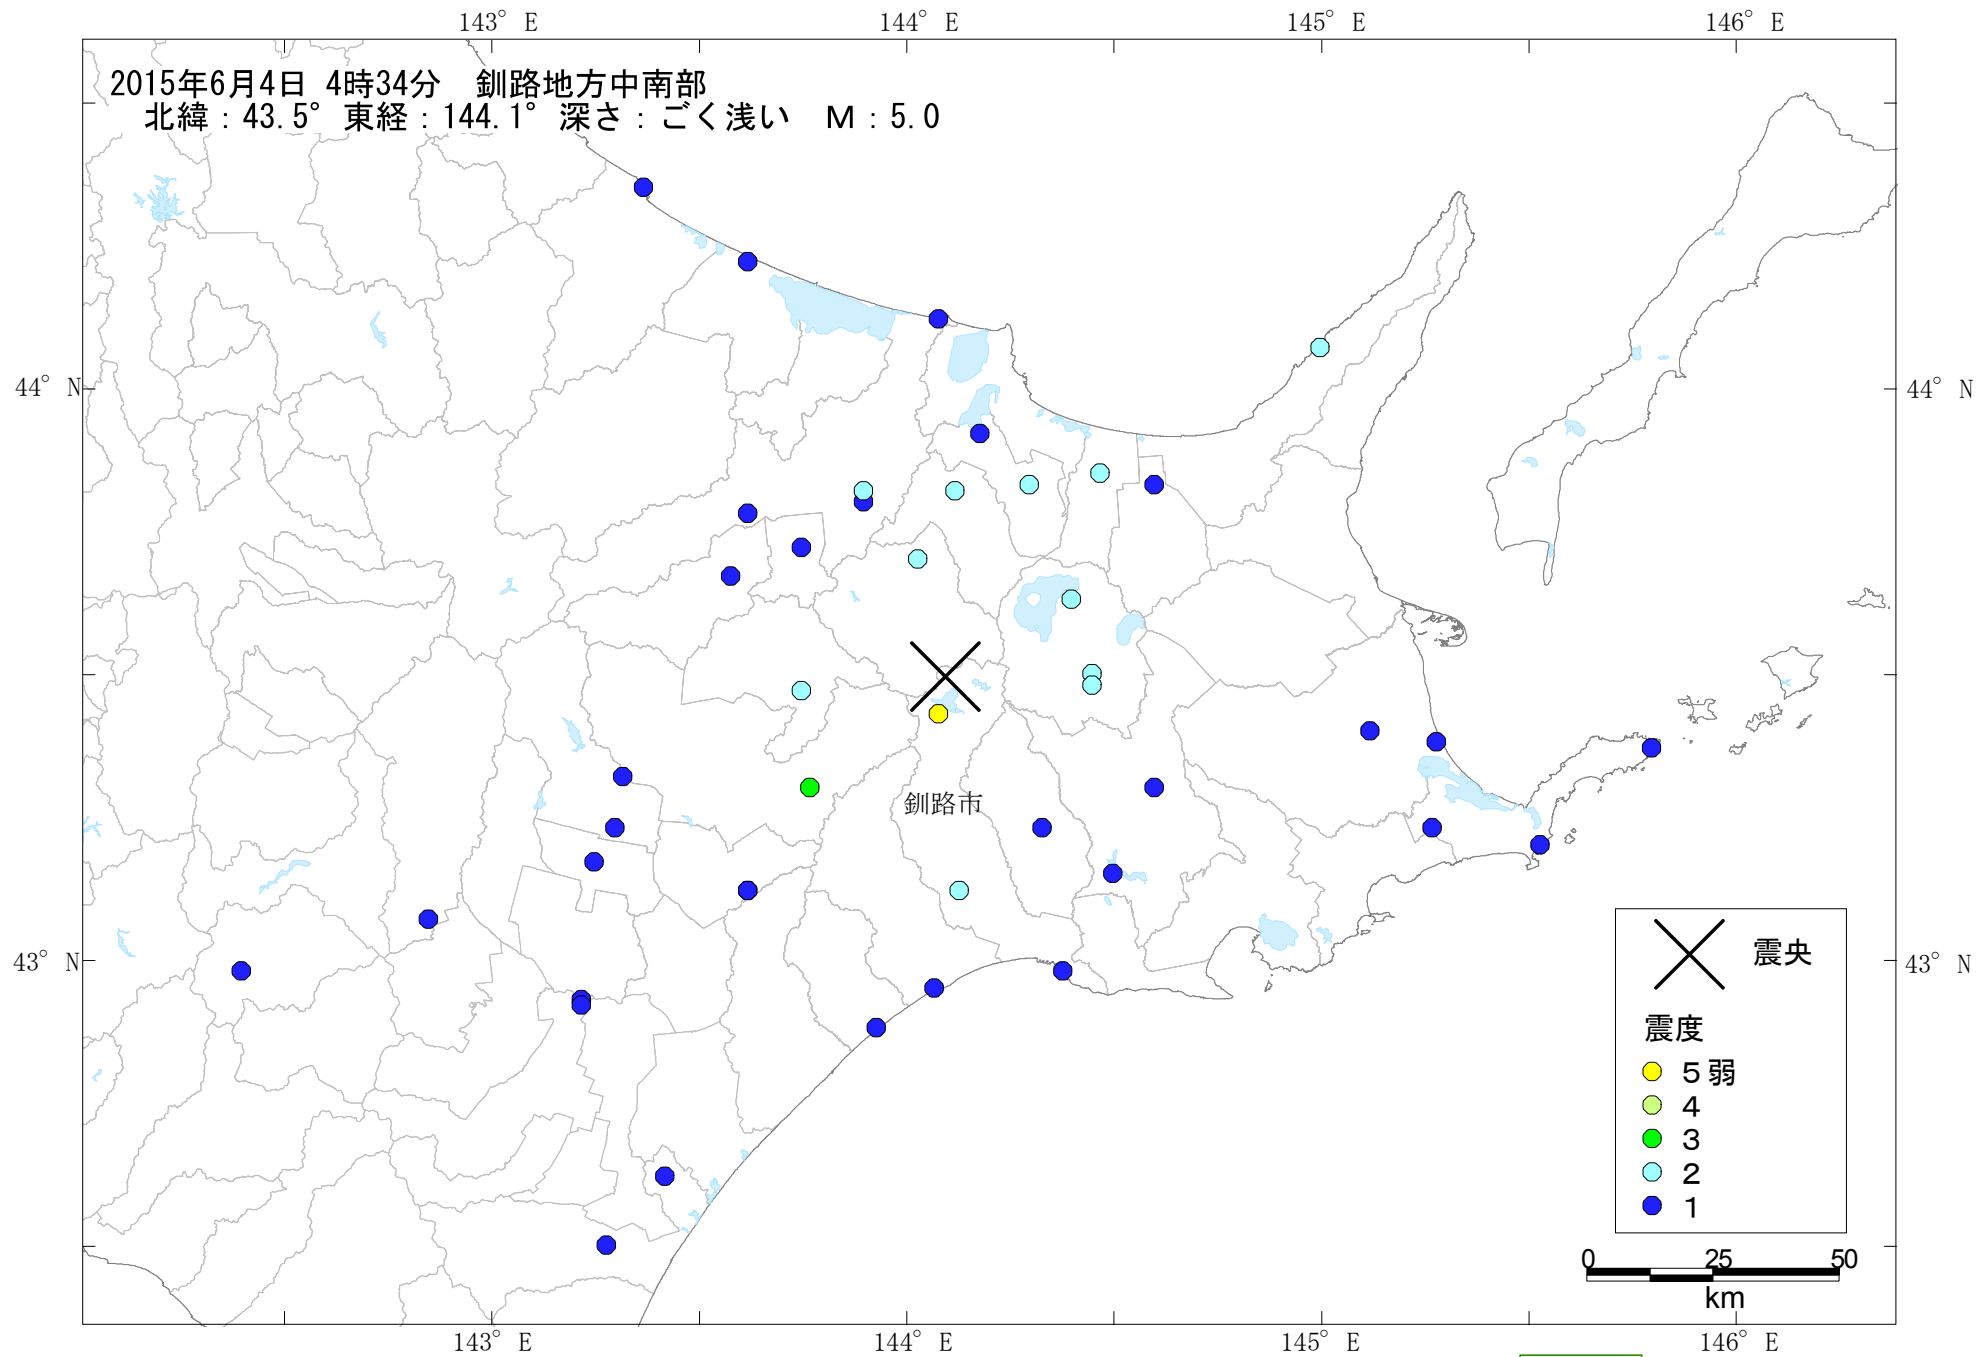 143° E 144° E 145° E 146° E
2015年6月4日 4時34分 釧路地方中南部
北緯：43.5° 東経：144.1° 深さ：ごく浅い M：5.0
44° N 44° N
釧路市
43° N 43° N
震央
震度
５弱
４
３
２
１
0 25 50
km
143° E 144° E 145° E 146° E